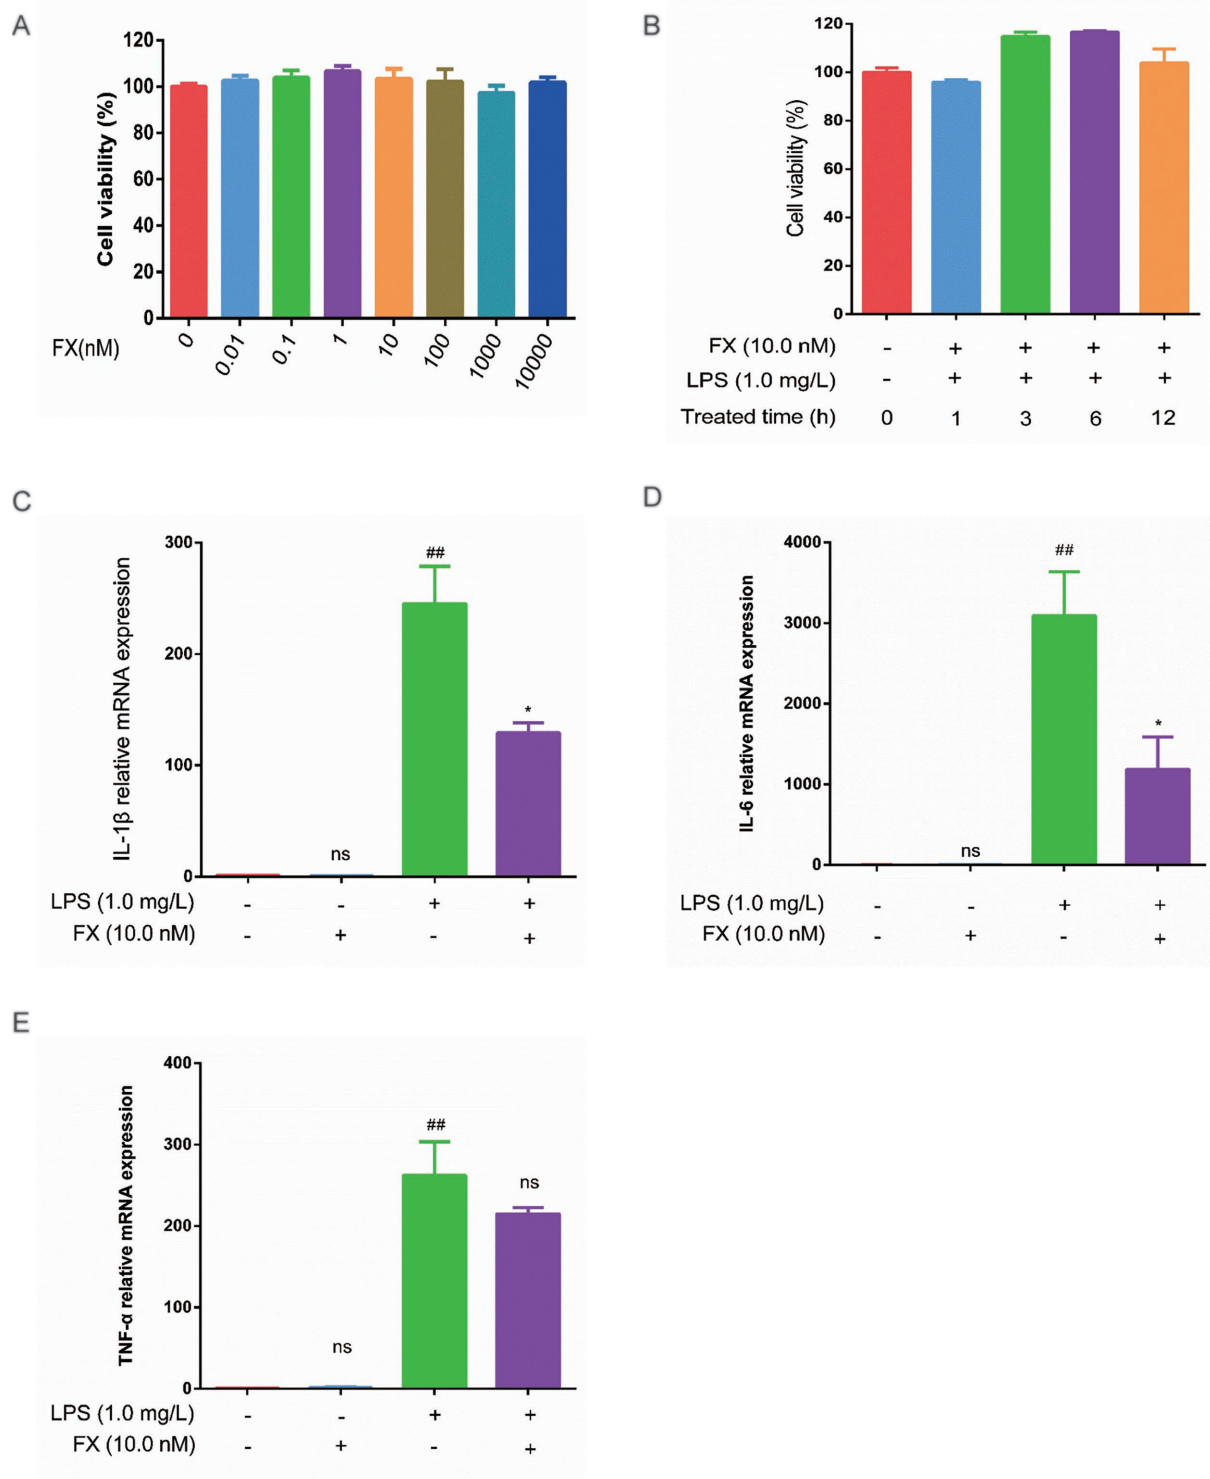 A
120
100
80
60
40
20
0
Cell viability (%)
FX(nM)
0 0.01 0.1 1 10 100 1000 10000
B
120
100
80
60
40
20
0
Cell viability (%)
FX (10.0 nM) - + + + +
LPS (1.0 mg/L) - + + + +
Treated time (h) 0 1 3 6 12
C
300
200
100
0
IL-1β relative mRNA expression
ns ## *
LPS (1.0 mg/L) - - + +
FX (10.0 nM) - + - +
D
4000
3000
2000
1000
0
IL-6 relative mRNA expression
ns ## *
LPS (1.0 mg/L) - - + +
FX (10.0 nM) - + - +
E
400
300
200
100
0
TNF-α relative mRNA expression
ns ## ns
LPS (1.0 mg/L) - - + +
FX (10.0 nM) - + - +